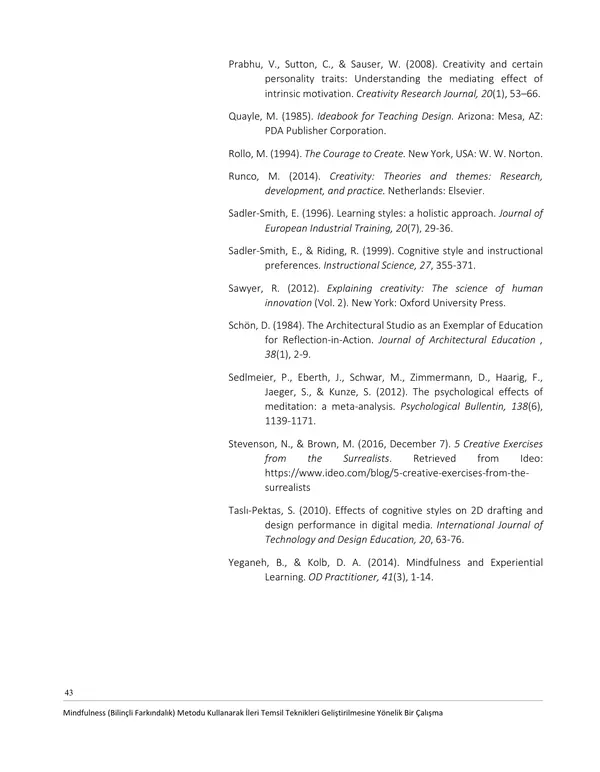 Prabhu, V., Sutton, C., & Sauser, W. (2008). Creativity and certain
personality traits: Understanding the mediating effect of
intrinsic motivation. Creativity Research Journal, 20(1), 53–66.
Quayle, M. (1985). Ideabook for Teaching Design. Arizona: Mesa, AZ:
PDA Publisher Corporation.
Rollo, M. (1994). The Courage to Create. New York, USA: W. W. Norton.
Runco, M. (2014). Creativity: Theories and themes: Research,
development, and practice. Netherlands: Elsevier.
Sadler-Smith, E. (1996). Learning styles: a holistic approach. Journal of
European Industrial Training, 20(7), 29-36.
Sadler-Smith, E., & Riding, R. (1999). Cognitive style and instructional
preferences. Instructional Science, 27, 355-371.
Sawyer, R. (2012). Explaining creativity: The science of human
innovation (Vol. 2). New York: Oxford University Press.
Schön, D. (1984). The Architectural Studio as an Exemplar of Education
for Reflection-in-Action. Journal of Architectural Education ,
38(1), 2-9.
Sedlmeier, P., Eberth, J., Schwar, M., Zimmermann, D., Haarig, F.,
Jaeger, S., & Kunze, S. (2012). The psychological effects of
meditation: a meta-analysis. Psychological Bullentin, 138(6),
1139-1171.
Stevenson, N., & Brown, M. (2016, December 7). 5 Creative Exercises
from the Surrealists. Retrieved from Ideo:
https://www.ideo.com/blog/5-creative-exercises-from-the-
surrealists
Taslı-Pektas, S. (2010). Effects of cognitive styles on 2D drafting and
design performance in digital media. International Journal of
Technology and Design Education, 20, 63-76.
Yeganeh, B., & Kolb, D. A. (2014). Mindfulness and Experiential
Learning. OD Practitioner, 41(3), 1-14.
43
Mindfulness (Bilinçli Farkındalık) Metodu Kullanarak İleri Temsil Teknikleri Geliştirilmesine Yönelik Bir Çalışma